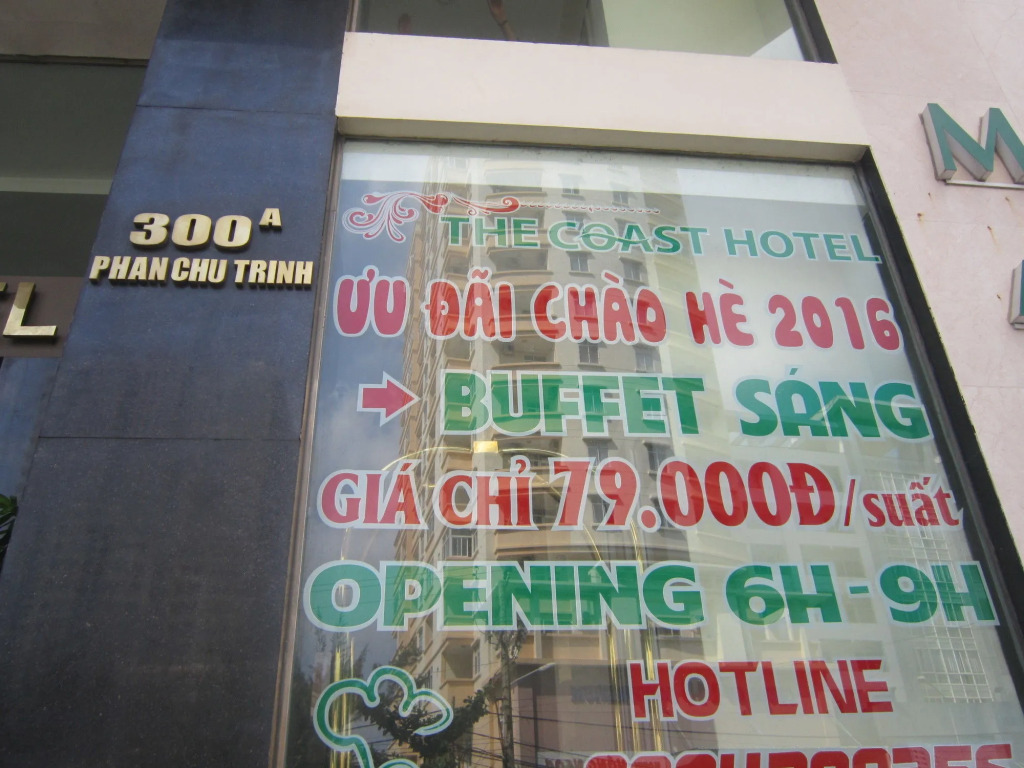 300A
PHAN CHU TRINH
THE COAST HOTEL
ƯU ĐÃI CHÀO HÈ 2016
BUFFET SÁNG
GIÁ CHỈ 79.000Đ/suất
OPENING 6H-9H
HOTLINE